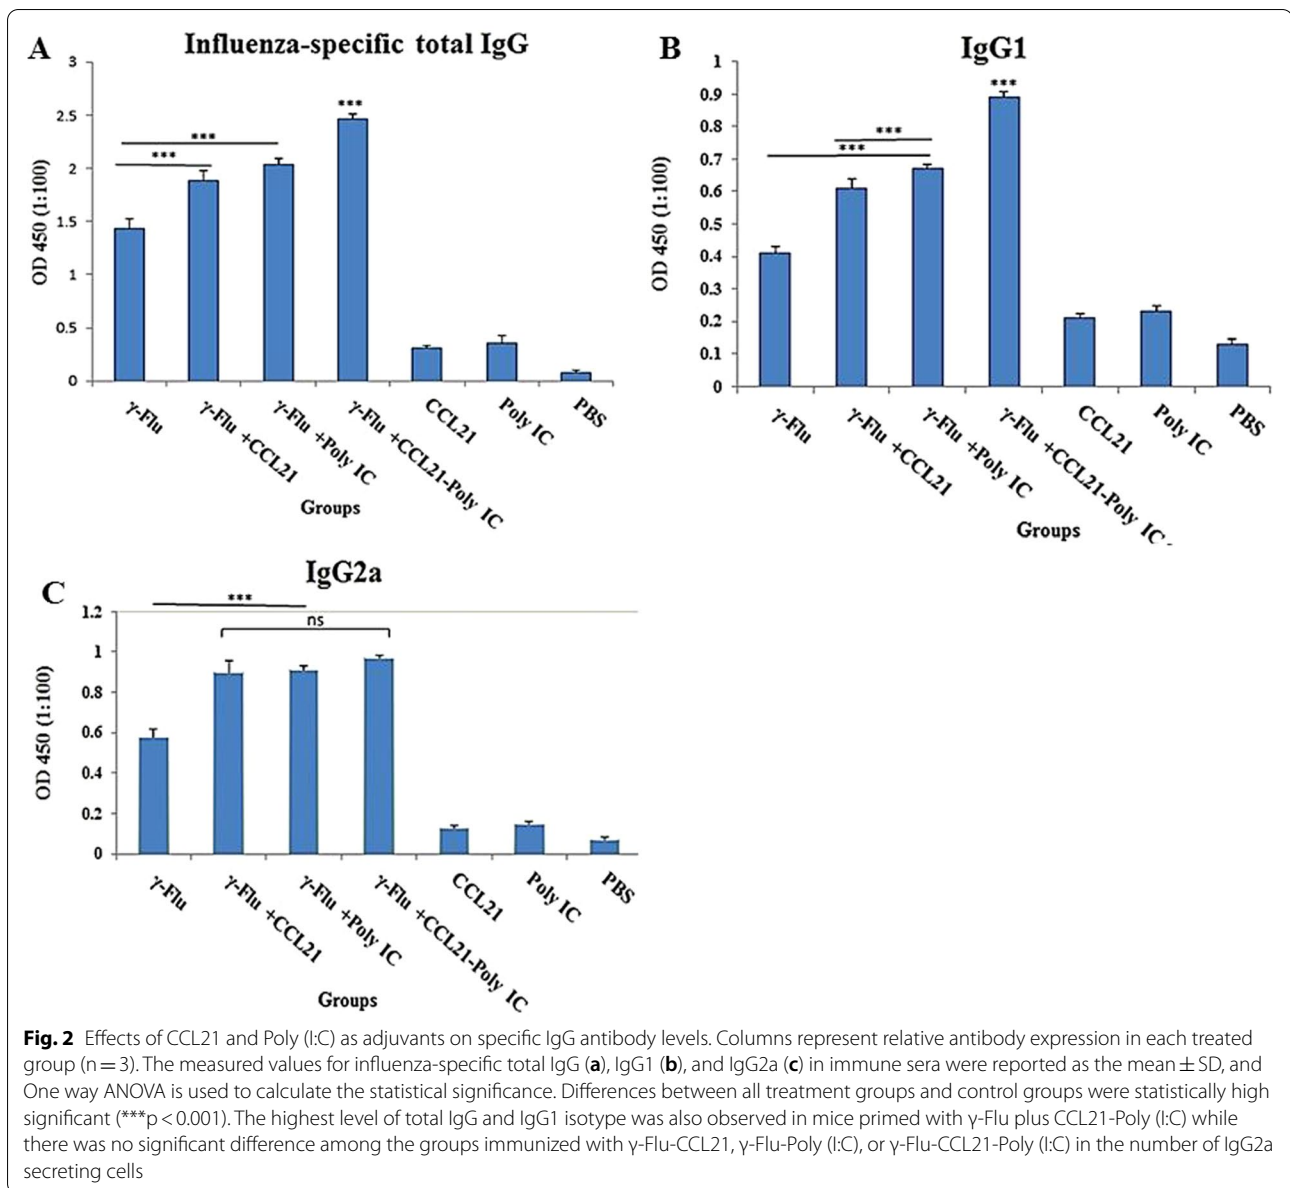 A
Influenza-specific total IgG
3
2.5
2
1.5
1
0.5
0
OD 450 (1:100)
***
***
***
γ-Flu
γ-Flu +CCL21
γ-Flu +Poly IC
γ-Flu +CCL21-Poly IC
CCL21
Poly IC
PBS
Groups
B
IgG1
1
0.9
0.8
0.7
0.6
0.5
0.4
0.3
0.2
0.1
0
OD 450 (1:100)
***
***
***
γ-Flu
γ-Flu +CCL21
γ-Flu +Poly IC
γ-Flu +CCL21-Poly IC
CCL21
Poly IC
PBS
Groups
C
IgG2a
1.2
1
0.8
0.6
0.4
0.2
0
OD 450 (1:100)
***
ns
γ-Flu
γ-Flu +CCL21
γ-Flu +Poly IC
γ-Flu +CCL21-Poly IC
CCL21
Poly IC
PBS
Groups
Fig. 2 Effects of CCL21 and Poly (I:C) as adjuvants on specific IgG antibody levels. Columns represent relative antibody expression in each treated
group (n = 3). The measured values for influenza-specific total IgG (a), IgG1 (b), and IgG2a (c) in immune sera were reported as the mean ± SD, and
One way ANOVA is used to calculate the statistical significance. Differences between all treatment groups and control groups were statistically high
significant (***p < 0.001). The highest level of total IgG and IgG1 isotype was also observed in mice primed with γ-Flu plus CCL21-Poly (I:C) while
there was no significant difference among the groups immunized with γ-Flu-CCL21, γ-Flu-Poly (I:C), or γ-Flu-CCL21-Poly (I:C) in the number of IgG2a
secreting cells